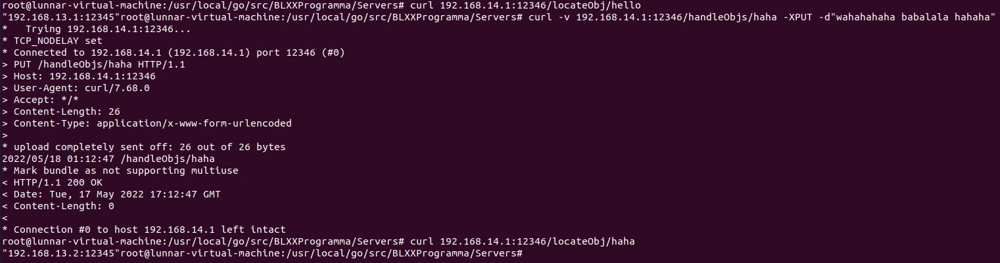 root@lunnar-virtual-machine:/usr/local/go/src/BLXXProgramma/Servers# curl 192.168.14.1:12346/locateObj/hello
"192.168.13.1:12345"root@lunnar-virtual-machine:/usr/local/go/src/BLXXProgramma/Servers# curl -v 192.168.14.1:12346/handleObjs/haha -XPUT -d"wahahahaha babalala hahaha"
*   Trying 192.168.14.1:12346...
* TCP_NODELAY set
* Connected to 192.168.14.1 (192.168.14.1) port 12346 (#0)
> PUT /handleObjs/haha HTTP/1.1
> Host: 192.168.14.1:12346
> User-Agent: curl/7.68.0
> Accept: */*
> Content-Length: 26
> Content-Type: application/x-www-form-urlencoded
>
* upload completely sent off: 26 out of 26 bytes
2022/05/18 01:12:47 /handleObjs/haha
* Mark bundle as not supporting multiuse
< HTTP/1.1 200 OK
< Date: Tue, 17 May 2022 17:12:47 GMT
< Content-Length: 0
<
* Connection #0 to host 192.168.14.1 left intact
root@lunnar-virtual-machine:/usr/local/go/src/BLXXProgramma/Servers# curl 192.168.14.1:12346/locateObj/haha
"192.168.13.2:12345"root@lunnar-virtual-machine:/usr/local/go/src/BLXXProgramma/Servers#